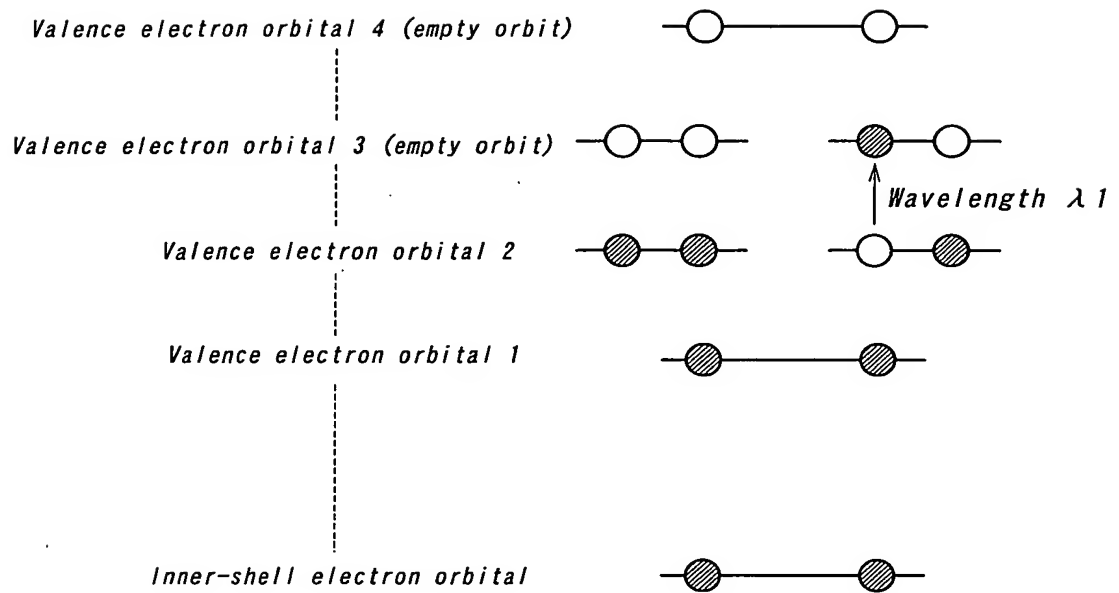 Valence electron orbital 4 (empty orbit)
Valence electron orbital 3 (empty orbit)
Wavelength λ1
Valence electron orbital 2
Valence electron orbital 1
Inner-shell electron orbital